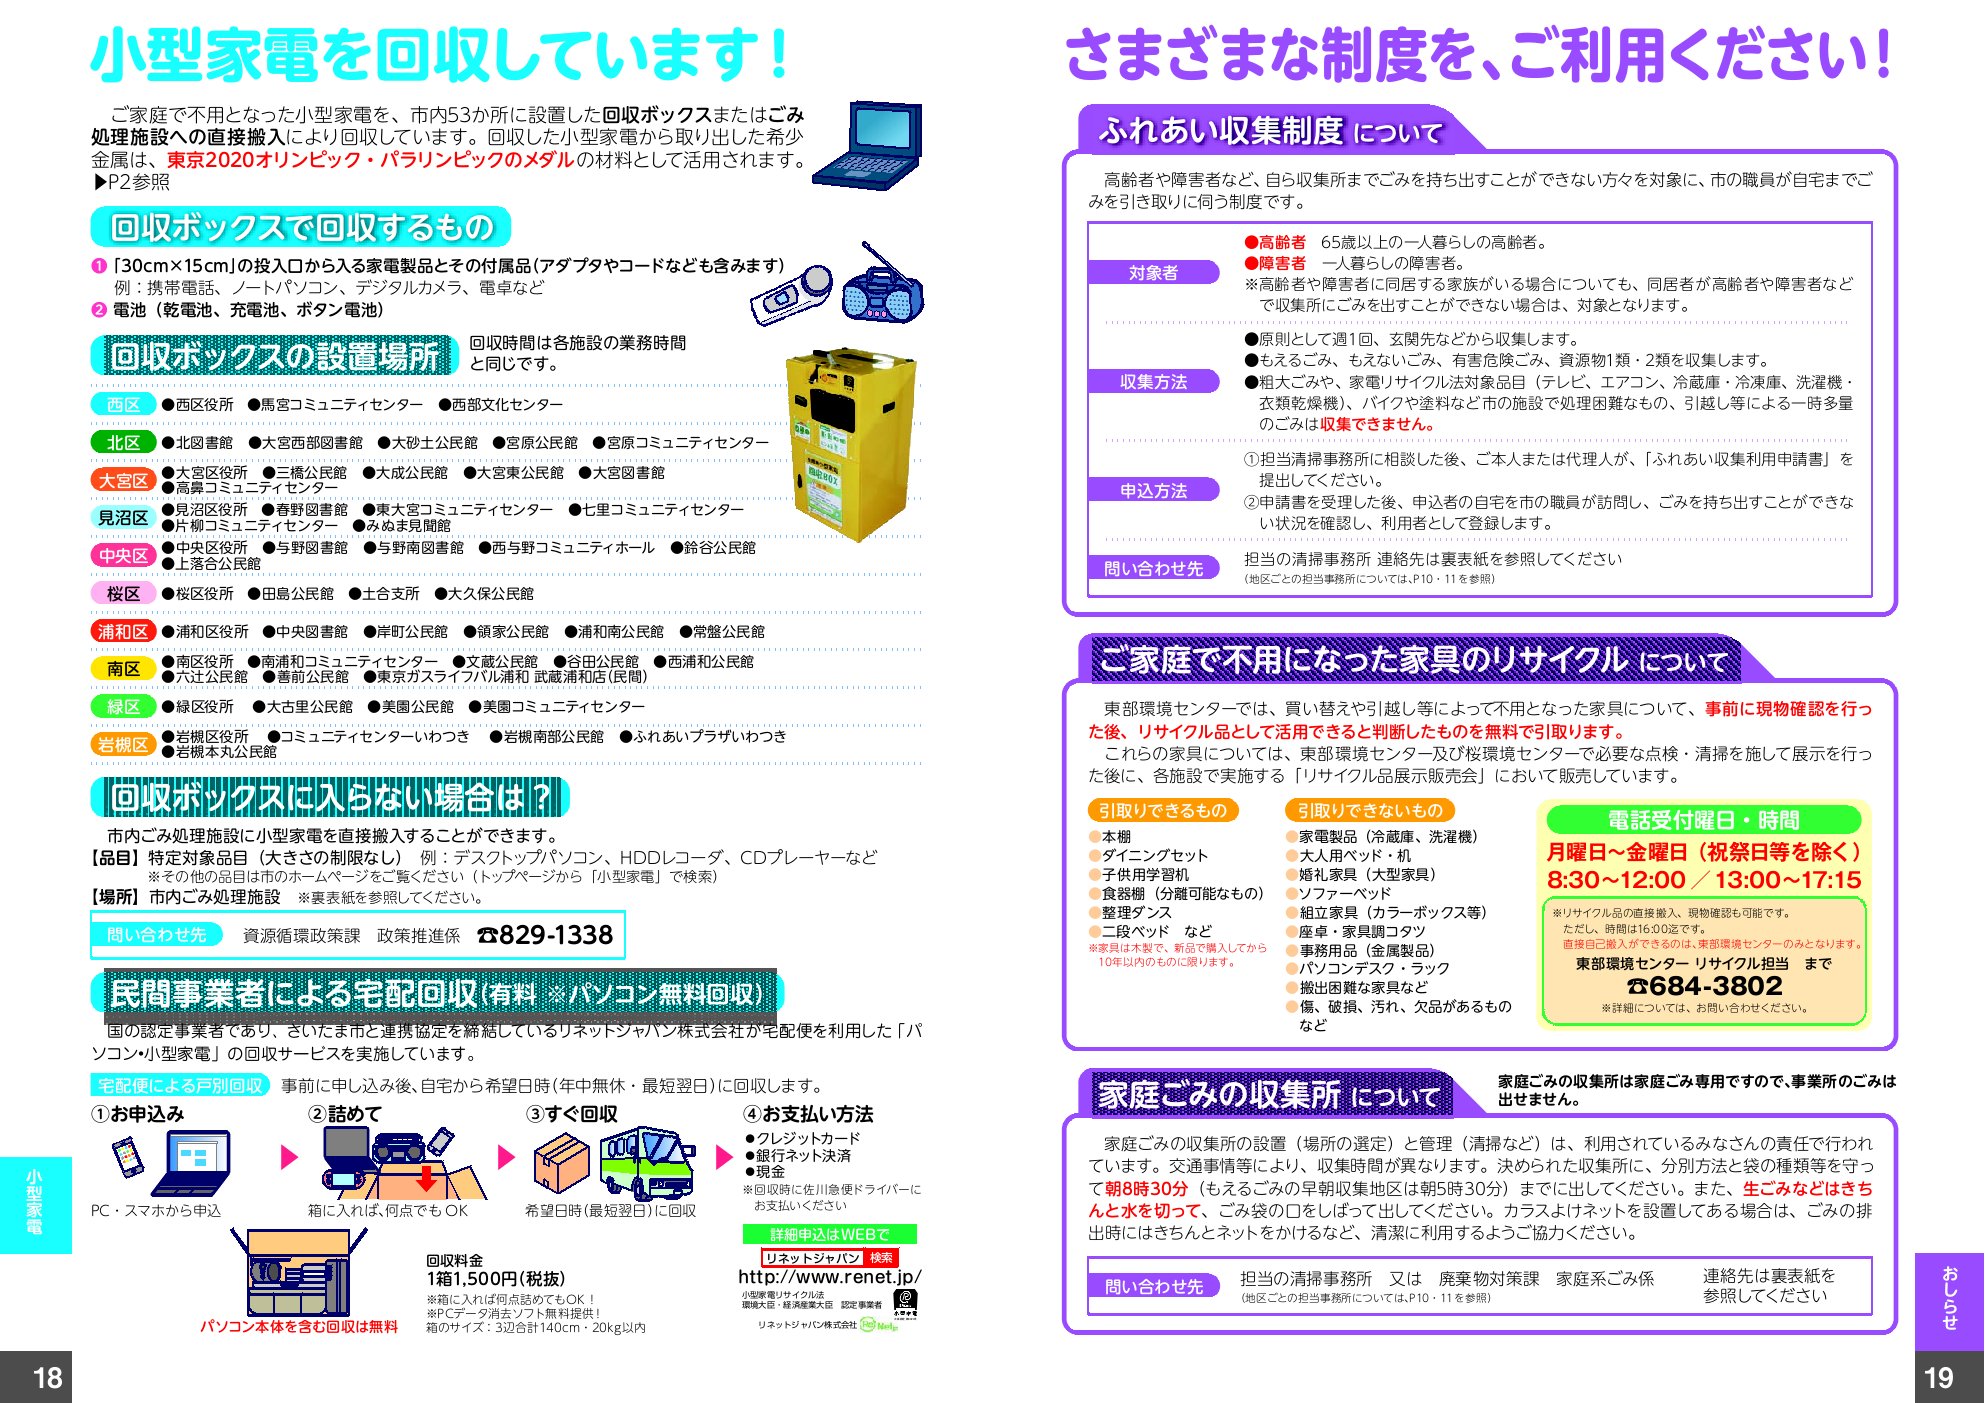 小型家電を回収しています！
ご家庭で不用となった小型家電を、市内53か所に設置した回収ボックスまたはごみ
処理施設への直接搬入により回収しています。回収した小型家電から取り出した希少
金属は、東京2020オリンピック・パラリンピックのメダルの材料として活用されます。
▶P2参照
回収ボックスで回収するもの
❶「30cm×15cm」の投入口から入る家電製品とその付属品（アダプタやコードなども含みます）
例：携帯電話、ノートパソコン、デジタルカメラ、電卓など
❷ 電池（乾電池、充電池、ボタン電池）
回収ボックスの設置場所
回収時間は各施設の業務時間
と同じです。
西区 ●西区役所 ●馬宮コミュニティセンター ●西部文化センター
北区 ●北図書館 ●大宮西部図書館 ●大砂土公民館 ●宮原公民館 ●宮原コミュニティセンター
大宮区 ●大宮区役所 ●三橋公民館 ●大成公民館 ●大宮東公民館 ●大宮図書館
●高鼻コミュニティセンター
見沼区 ●見沼区役所 ●春野図書館 ●東大宮コミュニティセンター ●七里コミュニティセンター
●片柳コミュニティセンター ●みぬま見聞館
中央区 ●中央区役所 ●与野図書館 ●与野南図書館 ●西与野コミュニティホール ●鈴谷公民館
●上落合公民館
桜区 ●桜区役所 ●田島公民館 ●土合支所 ●大久保公民館
浦和区 ●浦和区役所 ●中央図書館 ●岸町公民館 ●領家公民館 ●浦和南公民館 ●常盤公民館
南区 ●南区役所 ●南浦和コミュニティセンター ●文蔵公民館 ●谷田公民館 ●西浦和公民館
●六辻公民館 ●善前公民館 ●東京ガスライフバル浦和 武蔵浦和店（民間）
緑区 ●緑区役所 ●大古里公民館 ●美園公民館 ●美園コミュニティセンター
岩槻区 ●岩槻区役所 ●コミュニティセンターいわつき ●岩槻南部公民館 ●ふれあいプラザいわつき
●岩槻本丸公民館
回収BOX
回収ボックスに入らない場合は？
市内ごみ処理施設に小型家電を直接搬入することができます。
【品目】特定対象品目（大きさの制限なし） 例：デスクトップパソコン、HDDレコーダ、CDプレーヤーなど
※その他の品目は市のホームページをご覧ください（トップページから「小型家電」で検索）
【場所】市内ごみ処理施設 ※裏表紙を参照してください。
問い合わせ先 資源循環政策課 政策推進係 ☎829-1338
民間事業者による宅配回収（有料 ※パソコン無料回収）
国の認定事業者であり、さいたま市と連携協定を締結しているリネットジャパン株式会社が宅配便を利用した「パ
ソコン・小型家電」の回収サービスを実施しています。
宅配便による戸別回収 事前に申し込み後、自宅から希望日時（年中無休・最短翌日）に回収します。
①お申込み
PC・スマホから申込
②詰めて
箱に入れば、何点でもOK
③すぐ回収
希望日時（最短翌日）に回収
④お支払い方法
●クレジットカード
●銀行ネット決済
●現金
※回収時に佐川急便ドライバーに
お支払いください
パソコン本体を含む回収は無料
回収料金
1箱1,500円（税抜）
※箱に入れば何点詰めてもOK！
※PCデータ消去ソフト無料提供！
箱のサイズ：3辺合計140cm・20kg以内
詳細申込はWEBで
リネットジャパン 検索
http://www.renet.jp/
小型家電リサイクル法
環境大臣・経済産業大臣 認定事業者
リネットジャパン株式会社
小型家電
18
さまざまな制度を、ご利用ください！
ふれあい収集制度 について
高齢者や障害者など、自ら収集所までごみを持ち出すことができない方々を対象に、市の職員が自宅までご
みを引き取りに伺う制度です。
対象者
●高齢者 65歳以上の一人暮らしの高齢者。
●障害者 一人暮らしの障害者。
※高齢者や障害者に同居する家族がいる場合についても、同居者が高齢者や障害者など
で収集所にごみを出すことができない場合は、対象となります。
収集方法
●原則として週1回、玄関先などから収集します。
●もえるごみ、もえないごみ、有害危険ごみ、資源物1類・2類を収集します。
●粗大ごみや、家電リサイクル法対象品目（テレビ、エアコン、冷蔵庫・冷凍庫、洗濯機・
衣類乾燥機）、バイクや塗料など市の施設で処理困難なもの、引越し等による一時多量
のごみは収集できません。
申込方法
①担当清掃事務所に相談した後、ご本人または代理人が、「ふれあい収集利用申請書」を
提出してください。
②申請書を受理した後、申込者の自宅を市の職員が訪問し、ごみを持ち出すことができな
い状況を確認し、利用者として登録します。
問い合わせ先
担当の清掃事務所 連絡先は裏表紙を参照してください
（地区ごとの担当事務所については、P10・11を参照）
ご家庭で不用になった家具のリサイクル について
東部環境センターでは、買い替えや引越し等によって不用となった家具について、事前に現物確認を行っ
た後、リサイクル品として活用できると判断したものを無料で引取ります。
これらの家具については、東部環境センター及び桜環境センターで必要な点検・清掃を施して展示を行っ
た後に、各施設で実施する「リサイクル品展示販売会」において販売しています。
引取りできるもの
●本棚
●ダイニングセット
●子供用学習机
●食器棚（分離可能なもの）
●整理ダンス
●二段ベッド など
※家具は木製で、新品で購入してから
10年以内のものに限ります。
引取りできないもの
●家電製品（冷蔵庫、洗濯機）
●大人用ベッド・机
●婚礼家具（大型家具）
●ソファーベッド
●組立家具（カラーボックス等）
●座卓・家具調コタツ
●事務用品（金属製品）
●パソコンデスク・ラック
●搬出困難な家具など
●傷、破損、汚れ、欠品があるもの
など
電話受付曜日・時間
月曜日～金曜日（祝祭日等を除く）
8:30～12:00／13:00～17:15
※リサイクル品の直接搬入、現物確認も可能です。
ただし、時間は16:00迄です。
直接自己搬入ができるのは、東部環境センターのみとなります。
東部環境センター リサイクル担当 まで
☎684-3802
※詳細については、お問い合わせください。
家庭ごみの収集所 について
家庭ごみの収集所は家庭ごみ専用ですので、事業所のごみは
出せません。
家庭ごみの収集所の設置（場所の選定）と管理（清掃など）は、利用されているみなさんの責任で行われ
ています。交通事情等により、収集時間が異なります。決められた収集所に、分別方法と袋の種類等を守っ
て朝8時30分（もえるごみの早朝収集地区は朝5時30分）までに出してください。また、生ごみなどはきち
んと水を切って、ごみ袋の口をしばって出してください。カラスよけネットを設置してある場合は、ごみの排
出時にはきちんとネットをかけるなど、清潔に利用するようご協力ください。
問い合わせ先
担当の清掃事務所 又は 廃棄物対策課 家庭系ごみ係
（地区ごとの担当事務所については、P10・11を参照）
連絡先は裏表紙を
参照してください
おしらせ
19